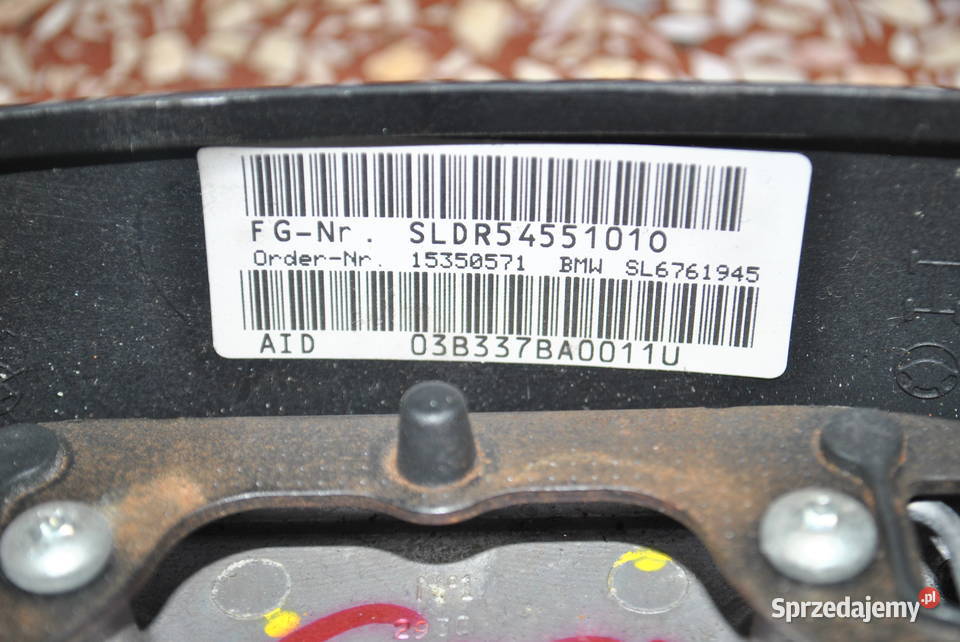 FG-Nr. SLDR54551010
Order-Nr. 15350571 BMW SL6761945
AID 03B337BA0011U
Sprzedajemy.pl